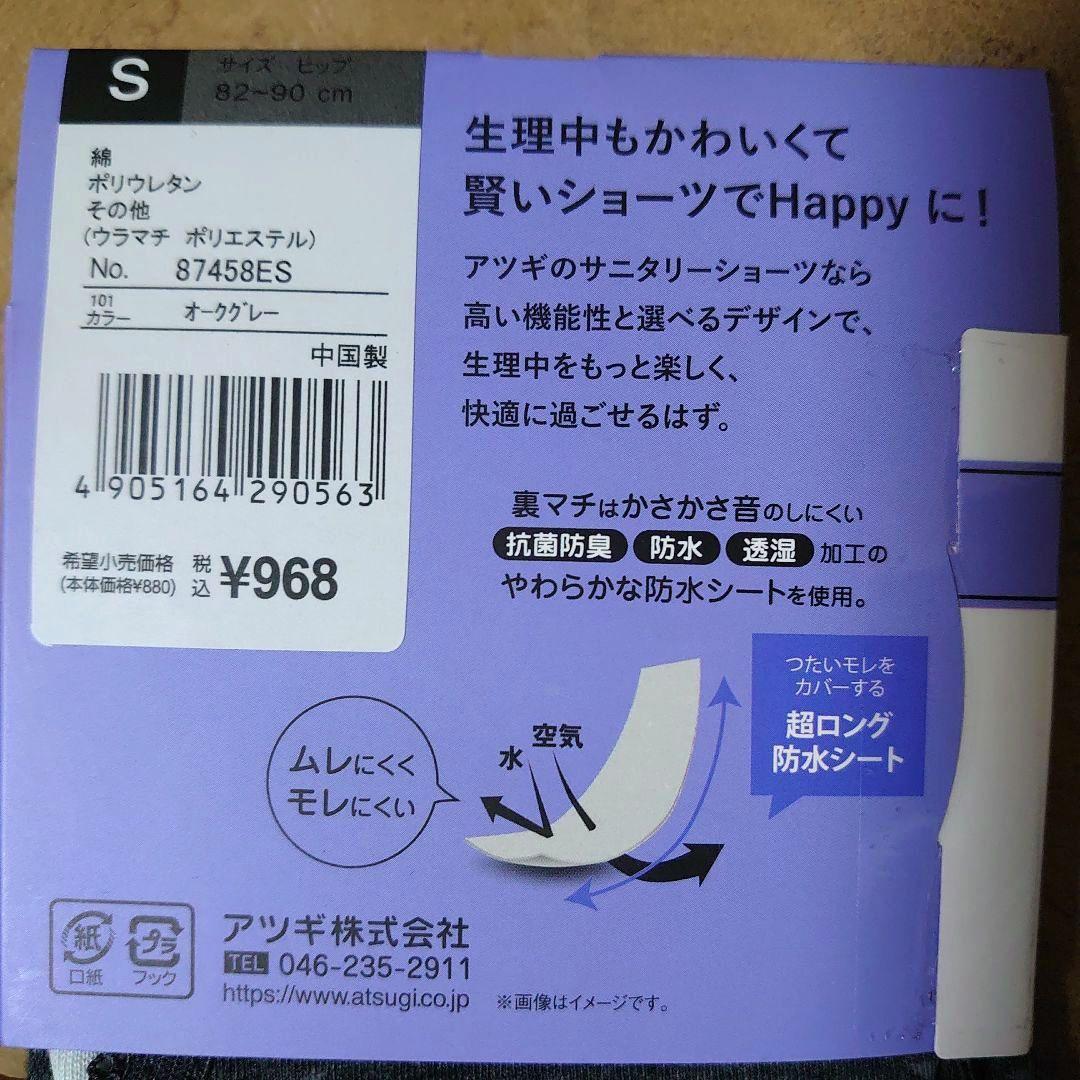 S
サイズ ヒップ
82~90 cm
綿
ポリウレタン
その他
(ウラマチ ポリエステル)
No. 87458ES
101
カラー オークグレー
中国製
4 905164 290563
希望小売価格 税込 ¥968
(本体価格¥880)
生理中もかわいくて
賢いショーツでHappy に!
アツギのサニタリーショーツなら
高い機能性と選べるデザインで、
生理中をもっと楽しく、
快適に過ごせるはず。
裏マチはかさかさ音のしにくい
抗菌防臭 防水 透湿 加工の
やわらかな防水シートを使用。
つたいモレを
カバーする
超ロング
防水シート
空気
水
ムレにくく
モレにくい
紙
口紙
プラ
フック
アツギ株式会社
TEL 046-235-2911
https://www.atsugi.co.jp
※画像はイメージです。